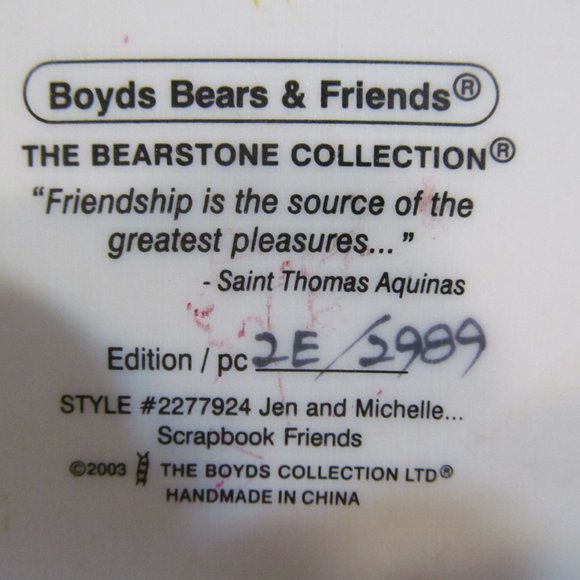 Boyds Bears & Friends®
THE BEARSTONE COLLECTION®
“Friendship is the source of the
greatest pleasures...”
- Saint Thomas Aquinas
Edition / pc 2E/2989
STYLE #2277924 Jen and Michelle...
Scrapbook Friends
©2003 THE BOYDS COLLECTION LTD®
HANDMADE IN CHINA